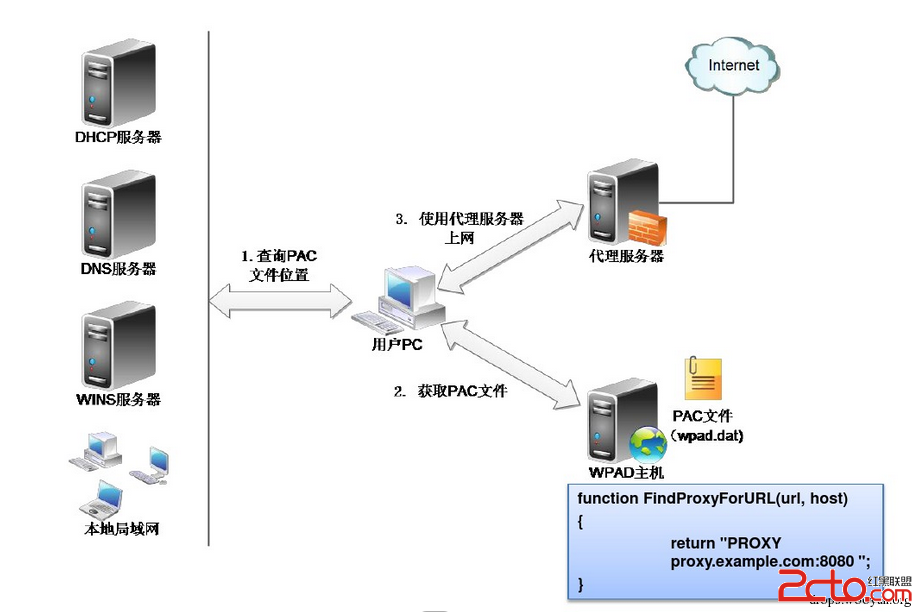 DHCP服务器
DNS服务器
WINS服务器
本地局域网
1.查询PAC
文件位置
用户PC
3. 使用代理服务器
上网
2. 获取PAC文件
Internet
代理服务器
PAC文件
(wpad.dat)
WPAD主机
function FindProxyForURL(url, host)
{
return "PROXY
proxy.example.com:8080 ";
}
2cto.com
红黑联盟
drops.wooyun.org